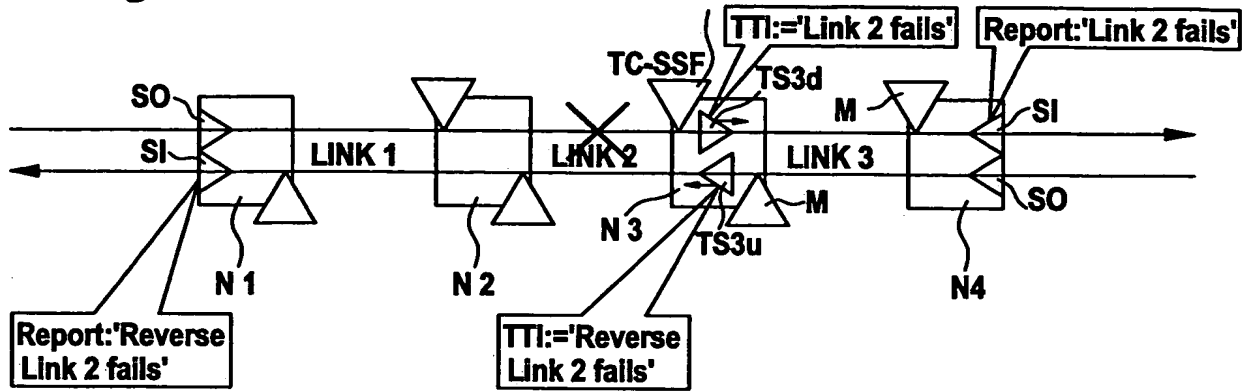 TTI:='Link 2 fails'
Report:'Link 2 fails'
TC-SSF
TS3d
SO
M
SI
SI
LINK 1
LINK 2
LINK 3
SO
N 3
M
TS3u
N 1
N 2
N4
Report:'Reverse
Link 2 fails'
TTI:='Reverse
Link 2 fails'